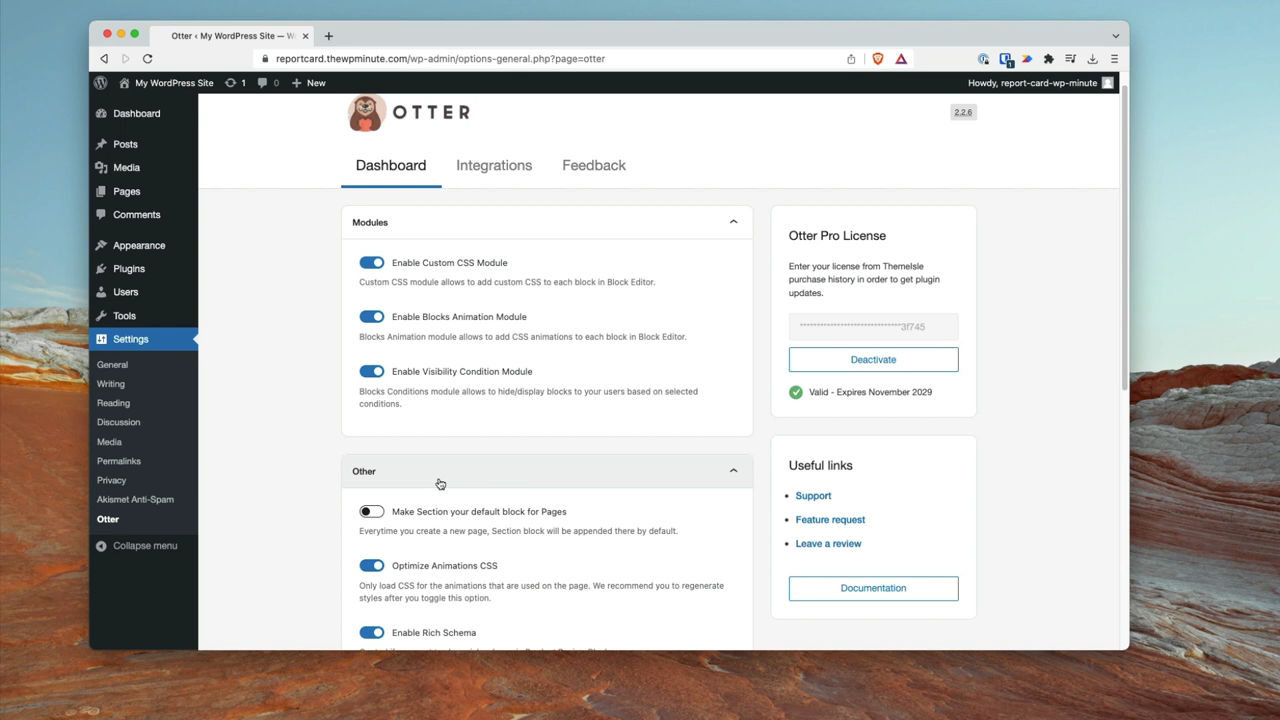 Otter ‹ My WordPress Site — W
reportcard.thewpminute.com/wp-admin/options-general.php?page=otter
My WordPress Site 1 0 New
Howdy, report-card-wp-minute
Dashboard
Posts
Media
Pages
Comments
Appearance
Plugins
Users
Tools
Settings
General
Writing
Reading
Discussion
Media
Permalinks
Privacy
Akismet Anti-Spam
Otter
Collapse menu
OTTER
2.2.6
Dashboard Integrations Feedback
Modules
Enable Custom CSS Module
Custom CSS module allows to add custom CSS to each block in Block Editor.
Enable Blocks Animation Module
Blocks Animation module allows to add CSS animations to each block in Block Editor.
Enable Visibility Condition Module
Blocks Conditions module allows to hide/display blocks to your users based on selected
conditions.
Other
Make Section your default block for Pages
Everytime you create a new page, Section block will be appended there by default.
Optimize Animations CSS
Only load CSS for the animations that are used on the page. We recommend you to regenerate
styles after you toggle this option.
Enable Rich Schema
Otter Pro License
Enter your license from ThemeIsle
purchase history in order to get plugin
updates.
******************************3f745
Deactivate
Valid - Expires November 2029
Useful links
Support
Feature request
Leave a review
Documentation